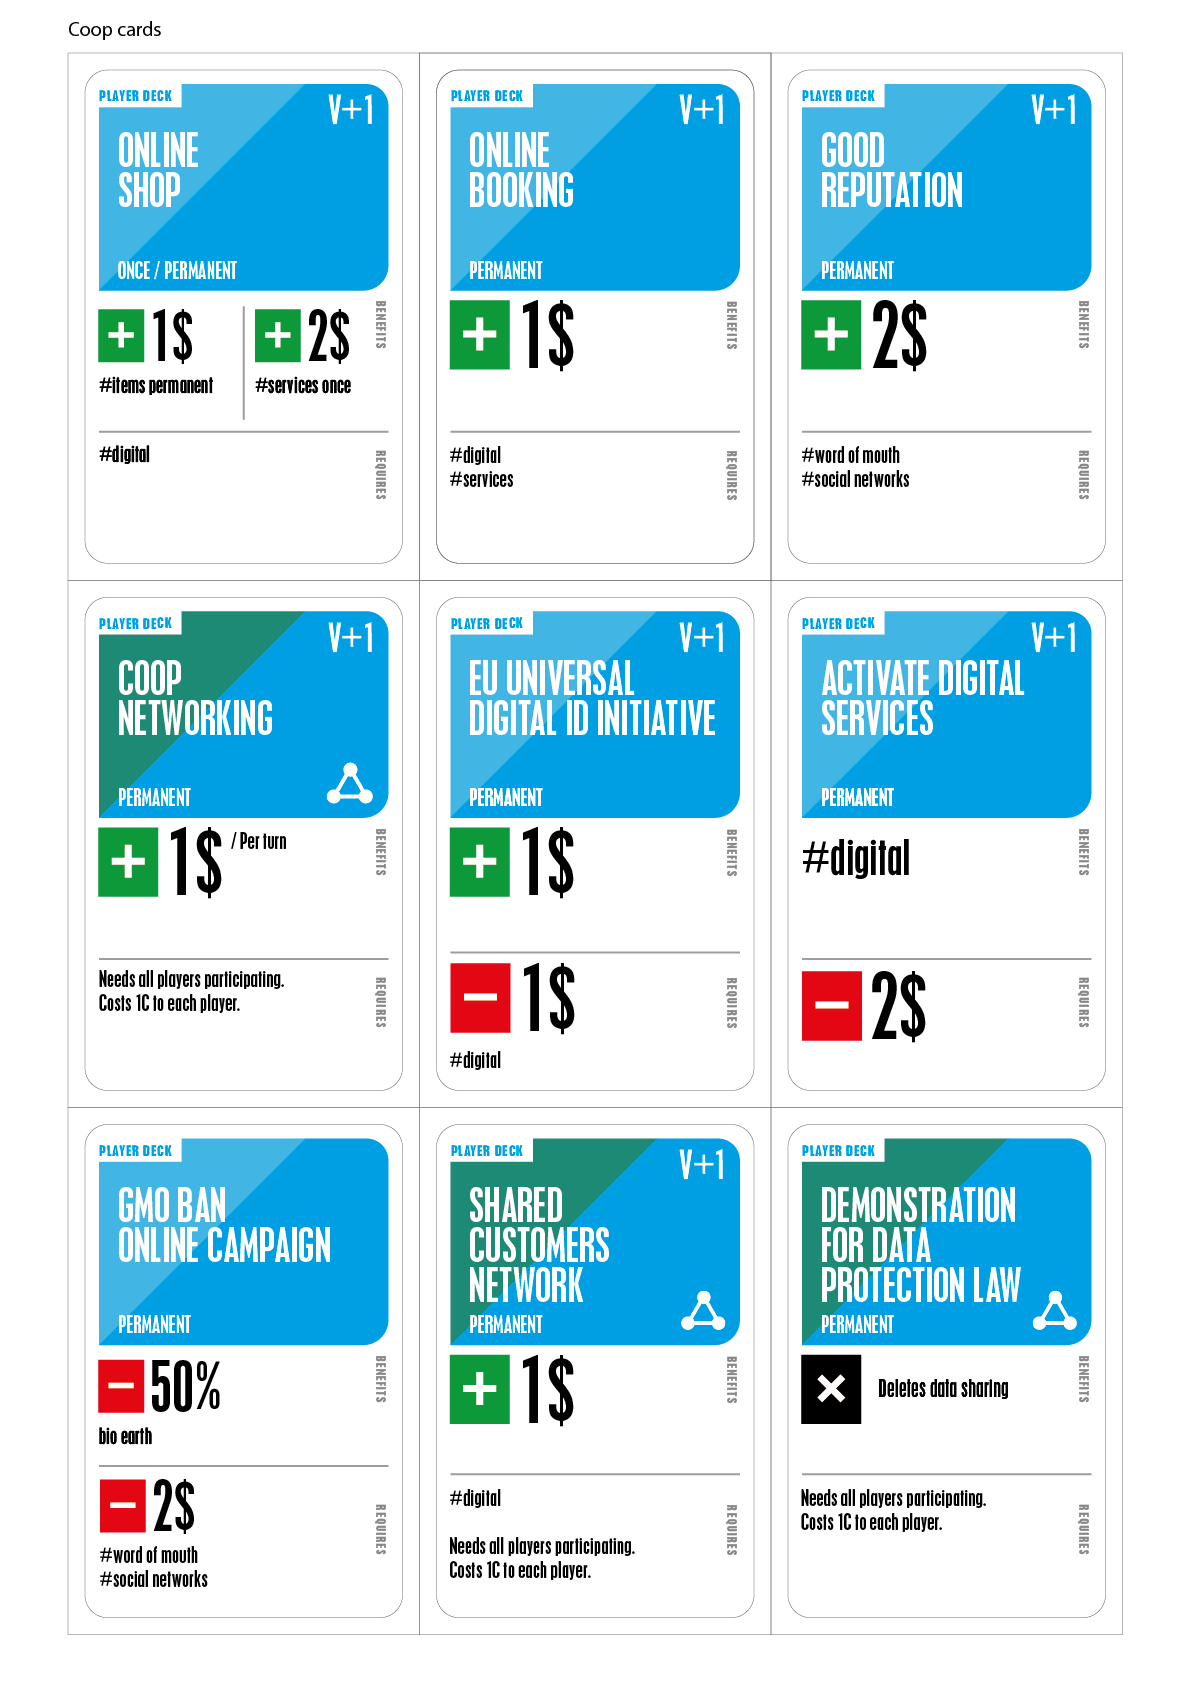 Coop cards
PLAYER DECK
V+1
ONLINE
SHOP
ONCE / PERMANENT
+ 1$
#items permanent
+ 2$
#services once
BENEFITS
#digital
REQUIRES
PLAYER DECK
V+1
ONLINE
BOOKING
PERMANENT
+ 1$
BENEFITS
#digital
#services
REQUIRES
PLAYER DECK
V+1
GOOD
REPUTATION
PERMANENT
+ 2$
BENEFITS
#word of mouth
#social networks
REQUIRES
PLAYER DECK
V+1
COOP
NETWORKING
PERMANENT
+ 1$ / Per turn
BENEFITS
Needs all players participating.
Costs 1C to each player.
REQUIRES
PLAYER DECK
V+1
EU UNIVERSAL
DIGITAL ID INITIATIVE
PERMANENT
+ 1$
BENEFITS
− 1$
#digital
REQUIRES
PLAYER DECK
V+1
ACTIVATE DIGITAL
SERVICES
PERMANENT
#digital
BENEFITS
− 2$
REQUIRES
PLAYER DECK
GMO BAN
ONLINE CAMPAIGN
PERMANENT
− 50%
bio earth
BENEFITS
− 2$
#word of mouth
#social networks
REQUIRES
PLAYER DECK
V+1
SHARED
CUSTOMERS
NETWORK
PERMANENT
+ 1$
BENEFITS
#digital
Needs all players participating.
Costs 1C to each player.
REQUIRES
PLAYER DECK
DEMONSTRATION
FOR DATA
PROTECTION LAW
PERMANENT
× Deletes data sharing
BENEFITS
Needs all players participating.
Costs 1C to each player.
REQUIRES